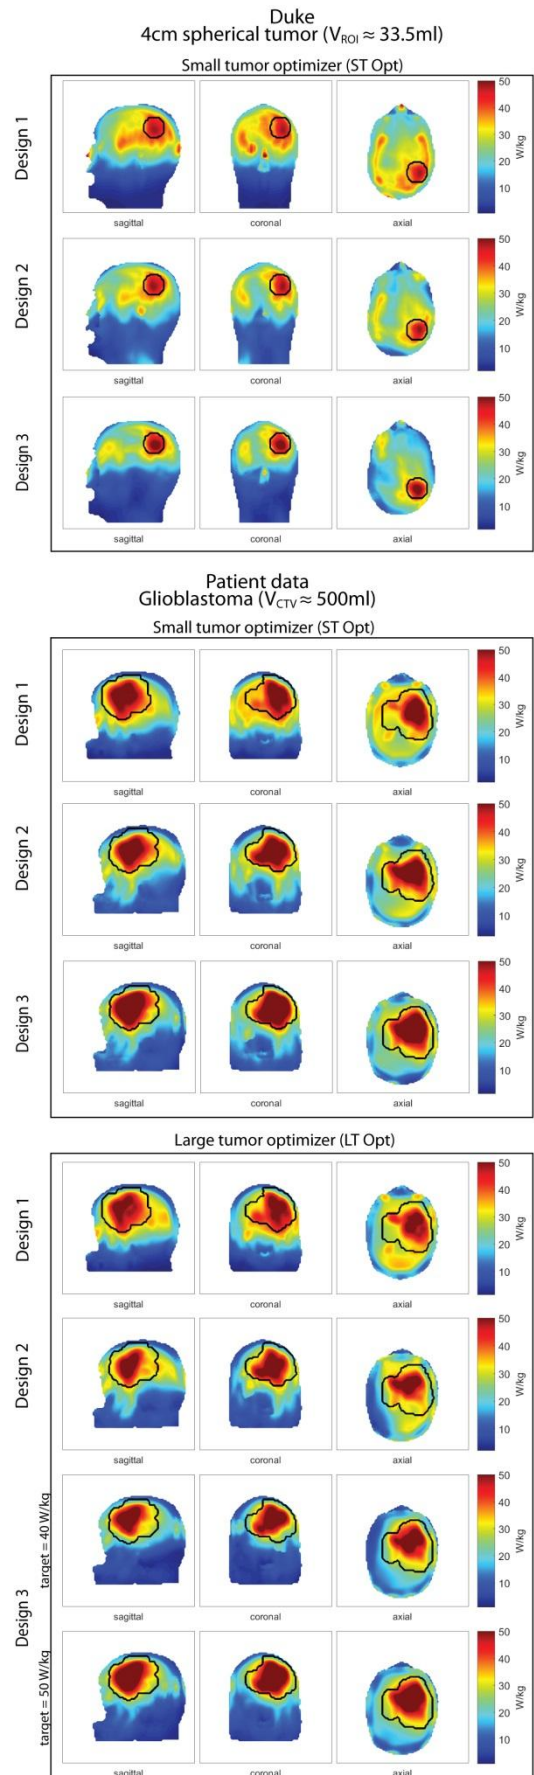 Duke
4cm spherical tumor (VROI ≈ 33.5ml)
Small tumor optimizer (ST Opt)
Design 1
50
40
30
20
10
W/kg
sagittal
coronal
axial
Design 2
50
40
30
20
10
W/kg
sagittal
coronal
axial
Design 3
50
40
30
20
10
W/kg
sagittal
coronal
axial
Patient data
Glioblastoma (VCTV ≈ 500ml)
Small tumor optimizer (ST Opt)
Design 1
50
40
30
20
10
W/kg
sagittal
coronal
axial
Design 2
50
40
30
20
10
W/kg
sagittal
coronal
axial
Design 3
50
40
30
20
10
W/kg
sagittal
coronal
axial
Large tumor optimizer (LT Opt)
Design 1
50
40
30
20
10
W/kg
sagittal
coronal
axial
Design 2
50
40
30
20
10
W/kg
sagittal
coronal
axial
Design 3
target = 40 W/kg
50
40
30
20
10
W/kg
sagittal
coronal
axial
target = 50 W/kg
50
40
30
20
10
W/kg
sagittal
coronal
axial